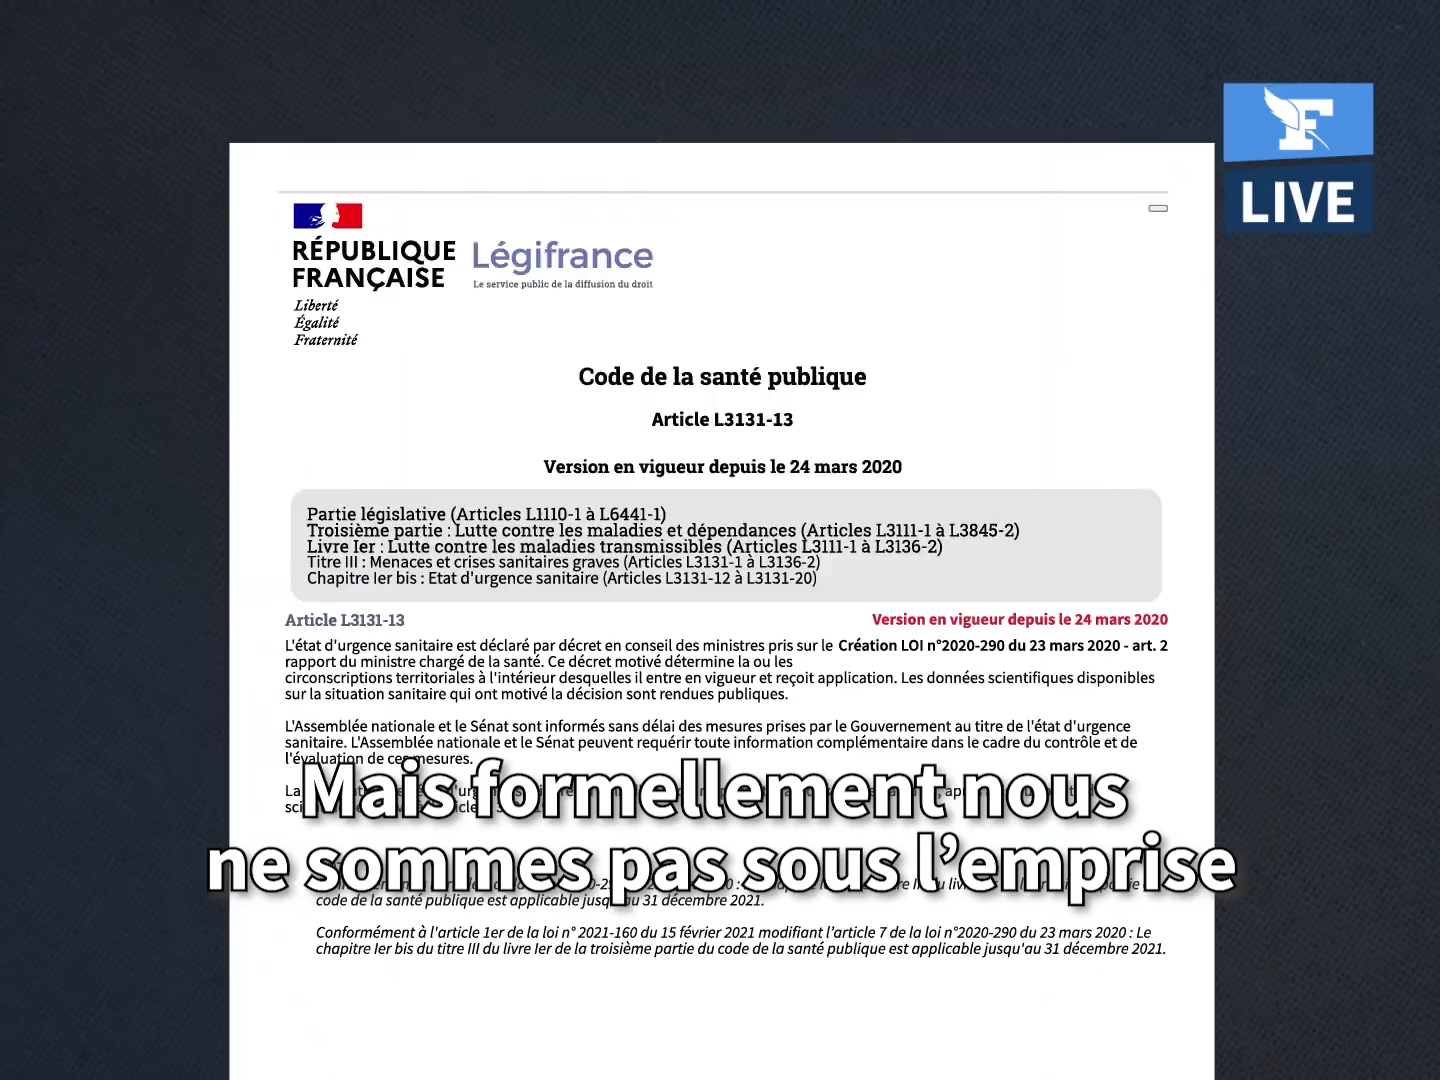 F
LIVE
RÉPUBLIQUE
FRANÇAISE
Liberté
Égalité
Fraternité
Légifrance
Le service public de la diffusion du droit
Code de la santé publique
Article L3131-13
Version en vigueur depuis le 24 mars 2020
Partie législative (Articles L1110-1 à L6441-1)
Troisième partie : Lutte contre les maladies et dépendances (Articles L3111-1 à L3845-2)
Livre Ier : Lutte contre les maladies transmissibles (Articles L3111-1 à L3136-2)
Titre III : Menaces et crises sanitaires graves (Articles L3131-1 à L3136-2)
Chapitre Ier bis : Etat d'urgence sanitaire (Articles L3131-12 à L3131-20)
Article L3131-13
Version en vigueur depuis le 24 mars 2020
L'état d'urgence sanitaire est déclaré par décret en conseil des ministres pris sur le
Création LOI n°2020-290 du 23 mars 2020 - art. 2
rapport du ministre chargé de la santé. Ce décret motivé détermine la ou les
circonscriptions territoriales à l'intérieur desquelles il entre en vigueur et reçoit application. Les données scientifiques disponibles
sur la situation sanitaire qui ont motivé la décision sont rendues publiques.
L'Assemblée nationale et le Sénat sont informés sans délai des mesures prises par le Gouvernement au titre de l'état d'urgence
sanitaire. L'Assemblée nationale et le Sénat peuvent requérir toute information complémentaire dans le cadre du contrôle et de
l'évaluation de ces mesures.
La
Mais formellement nous
ne sommes pas sous l’emprise
code de la santé publique est applicable jusqu'au 31 décembre 2021.
Conformément à l'article 1er de la loi n° 2021-160 du 15 février 2021 modifiant l’article 7 de la loi n°2020-290 du 23 mars 2020 : Le
chapitre Ier bis du titre III du livre Ier de la troisième partie du code de la santé publique est applicable jusqu'au 31 décembre 2021.